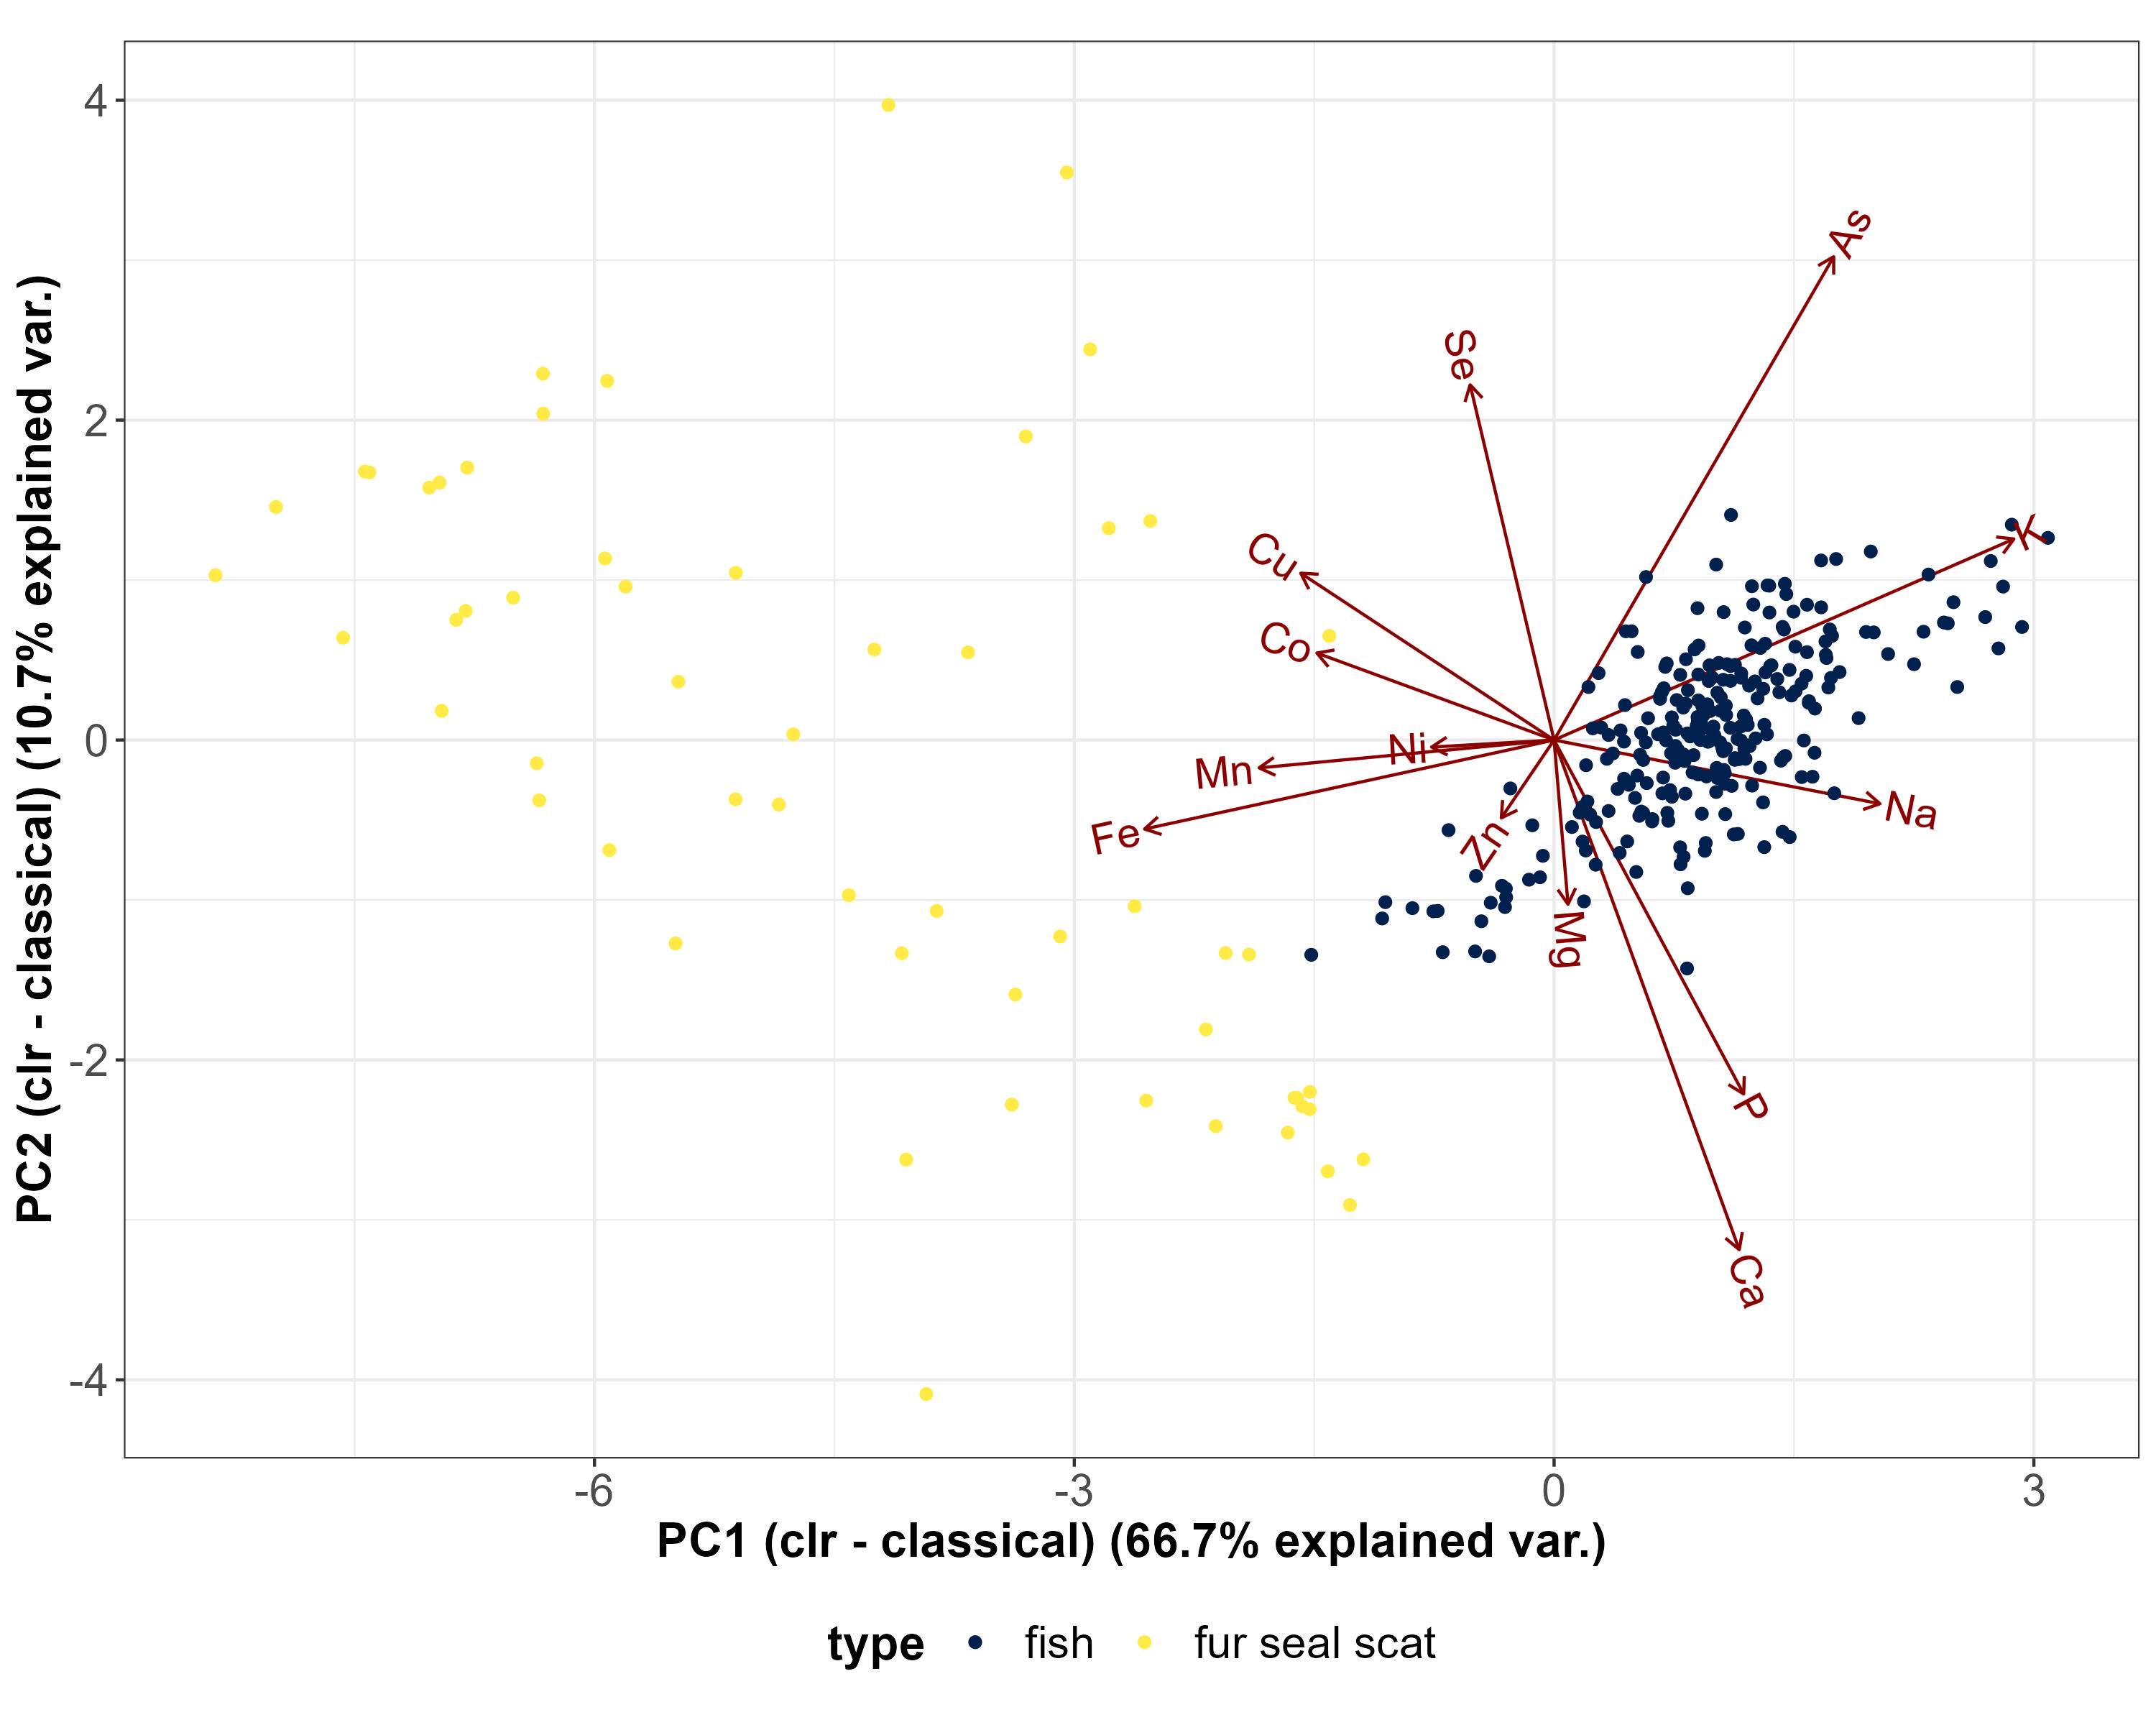 PC2 (clr - classical) (10.7% explained var.)
4
2
0
-2
-4
As
Se
K
Cu
Co
Ni
Mn
Fe
Zn
Na
Mg
P
Ca
-6
-3
0
3
PC1 (clr - classical) (66.7% explained var.)
type fish fur seal scat